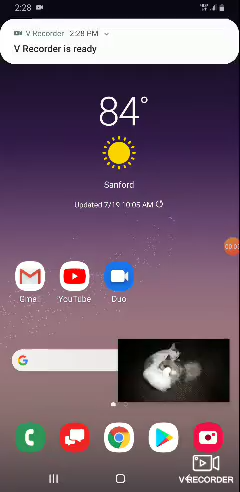 2:28
V Recorder 2:28 PM
V Recorder is ready
84°
Sanford
Updated 7/19 10:05 AM
Gmail
YouTube
Duo
VRECORDER